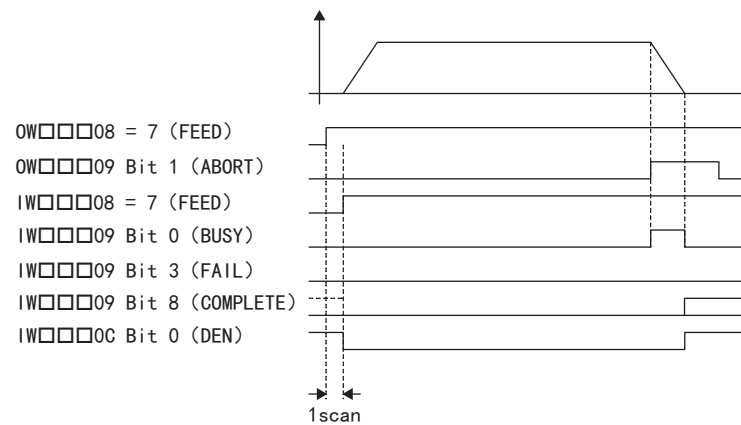 OW□□□08 = 7 (FEED)
OW□□□09 Bit 1 (ABORT)
IW□□□08 = 7 (FEED)
IW□□□09 Bit 0 (BUSY)
IW□□□09 Bit 3 (FAIL)
IW□□□09 Bit 8 (COMPLETE)
IW□□□0C Bit 0 (DEN)
1scan